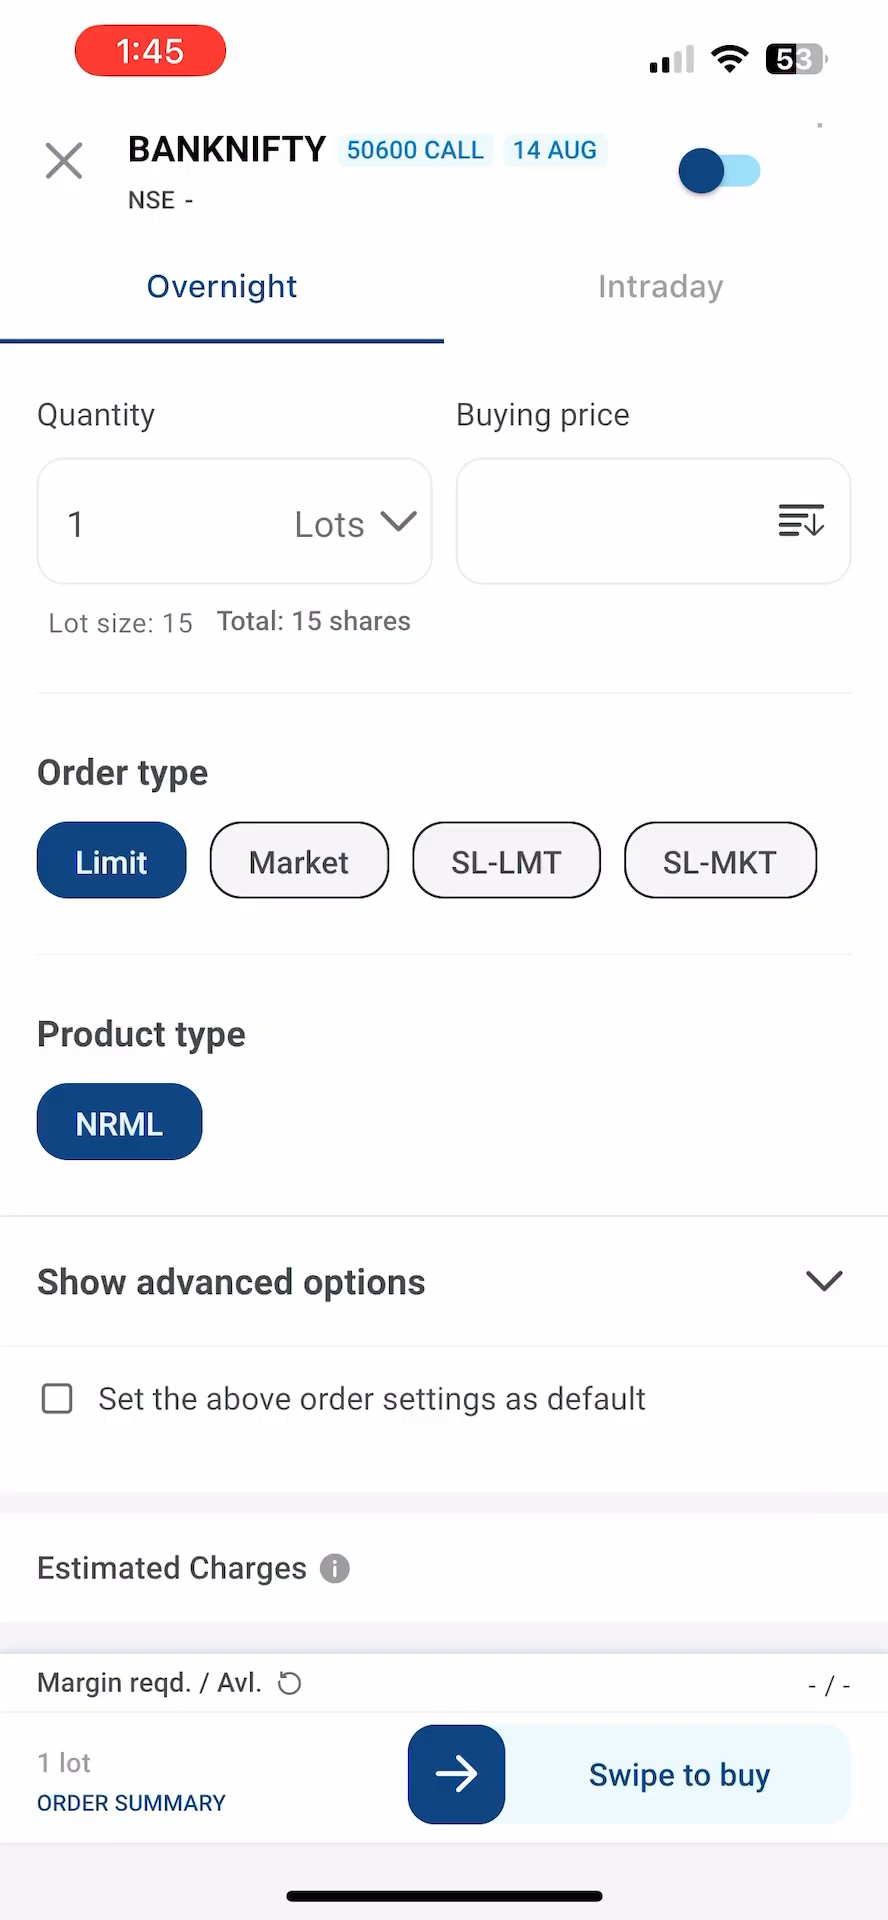 1:45
53
BANKNIFTY 50600 CALL 14 AUG
NSE -
Overnight Intraday
Quantity Buying price
1 Lots
Lot size: 15 Total: 15 shares
Order type
Limit Market SL-LMT SL-MKT
Product type
NRML
Show advanced options
Set the above order settings as default
Estimated Charges
Margin reqd. / Avl. - / -
1 lot
ORDER SUMMARY
Swipe to buy